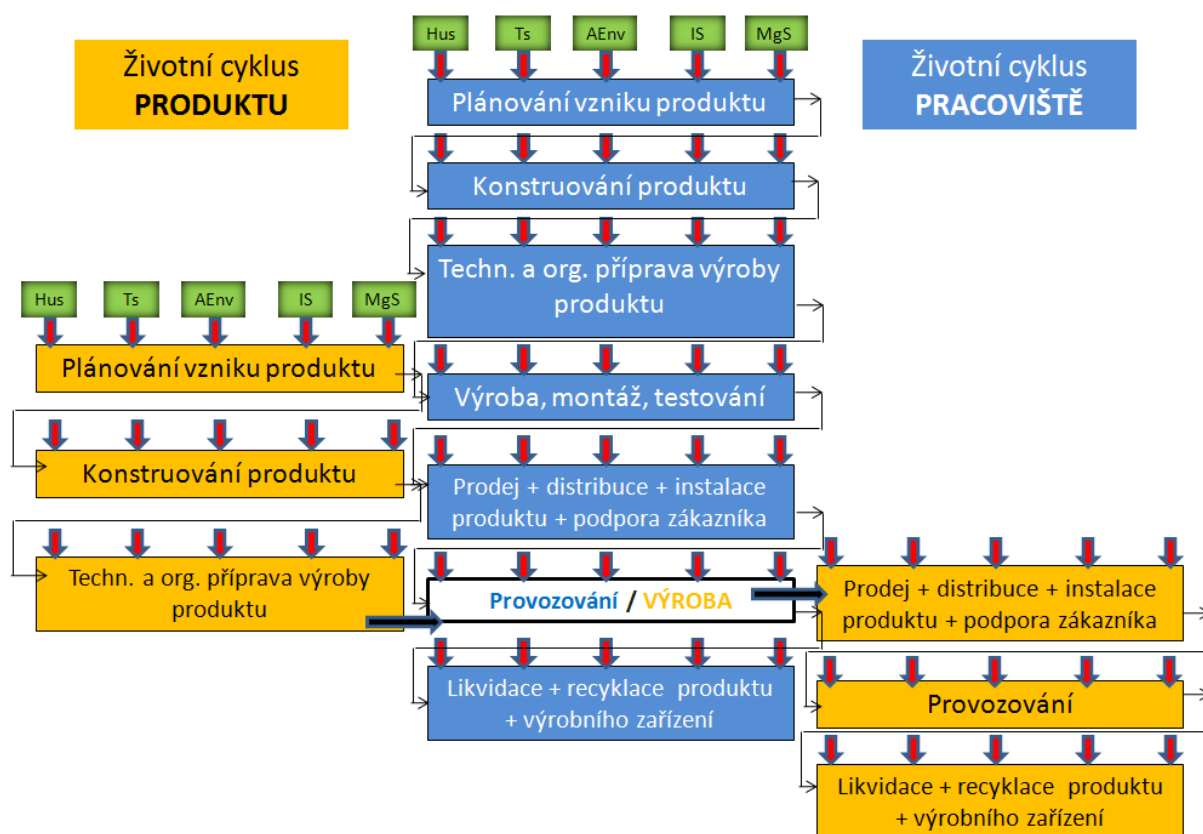 Životní cyklus
PRODUKTU
Hus
Ts
AEnv
IS
MgS
Životní cyklus
PRACOVIŠTĚ
Plánování vzniku produktu
Konstruování produktu
Techn. a org. příprava výroby
produktu
Hus
Ts
AEnv
IS
MgS
Plánování vzniku produktu
Výroba, montáž, testování
Konstruování produktu
Prodej + distribuce + instalace
produktu + podpora zákazníka
Techn. a org. příprava výroby
produktu
Provozování / VÝROBA
Prodej + distribuce + instalace
produktu + podpora zákazníka
Likvidace + recyklace produktu
+ výrobního zařízení
Provozování
Likvidace + recyklace produktu
+ výrobního zařízení